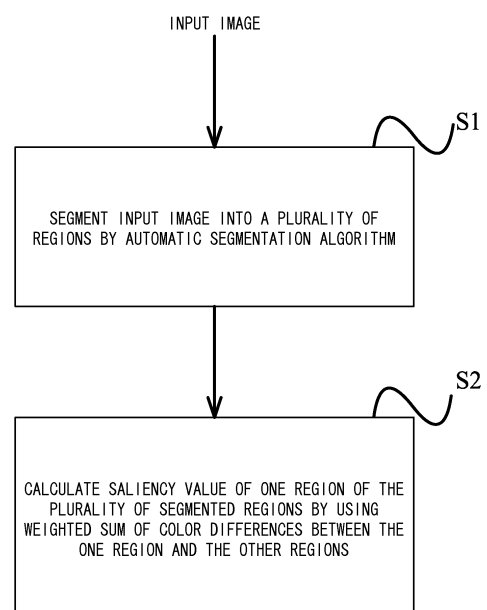 INPUT IMAGE
S1
SEGMENT INPUT IMAGE INTO A PLURALITY OF
REGIONS BY AUTOMATIC SEGMENTATION ALGORITHM
S2
CALCULATE SALIENCY VALUE OF ONE REGION OF THE
PLURALITY OF SEGMENTED REGIONS BY USING
WEIGHTED SUM OF COLOR DIFFERENCES BETWEEN THE
ONE REGION AND THE OTHER REGIONS